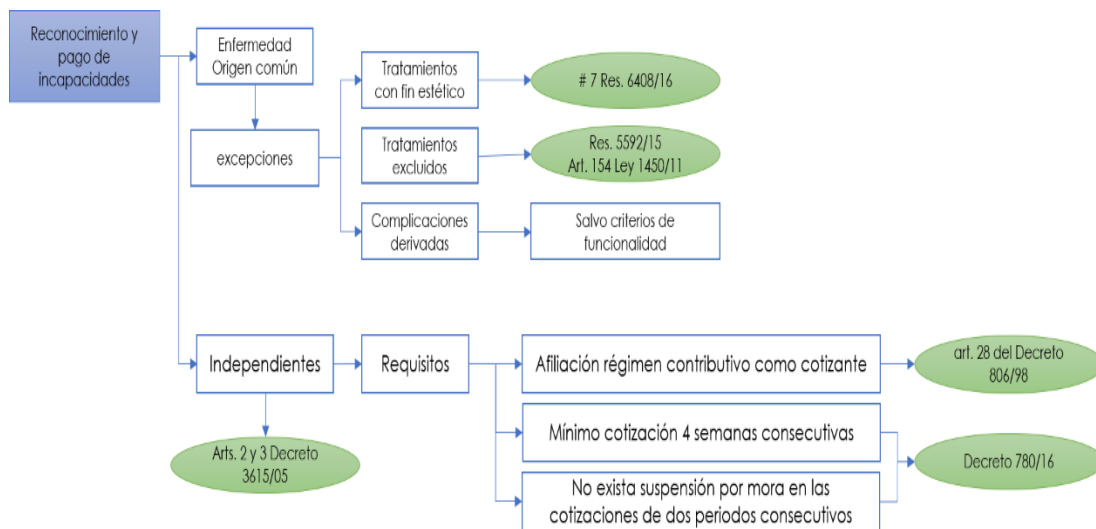 Reconocimiento y
pago de
incapacidades
Enfermedad
Origen común
excepciones
Tratamientos
con fin estético
# 7 Res. 6408/16
Tratamientos
excluidos
Res. 5592/15
Art. 154 Ley 1450/11
Complicaciones
derivadas
Salvo criterios de
funcionalidad
Independientes
Arts. 2 y 3 Decreto
3615/05
Requisitos
Afiliación régimen contributivo como cotizante
art. 28 del Decreto
806/98
Mínimo cotización 4 semanas consecutivas
No exista suspensión por mora en las
cotizaciones de dos periodos consecutivos
Decreto 780/16